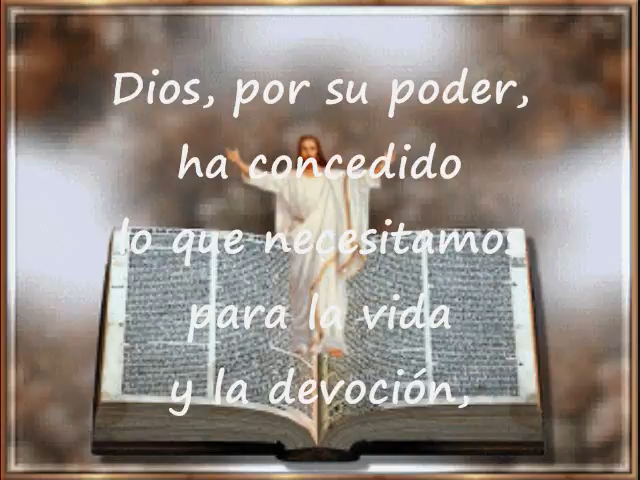 Dios, por su poder,
ha concedido
lo que necesitamos
para la vida
y la devoción,